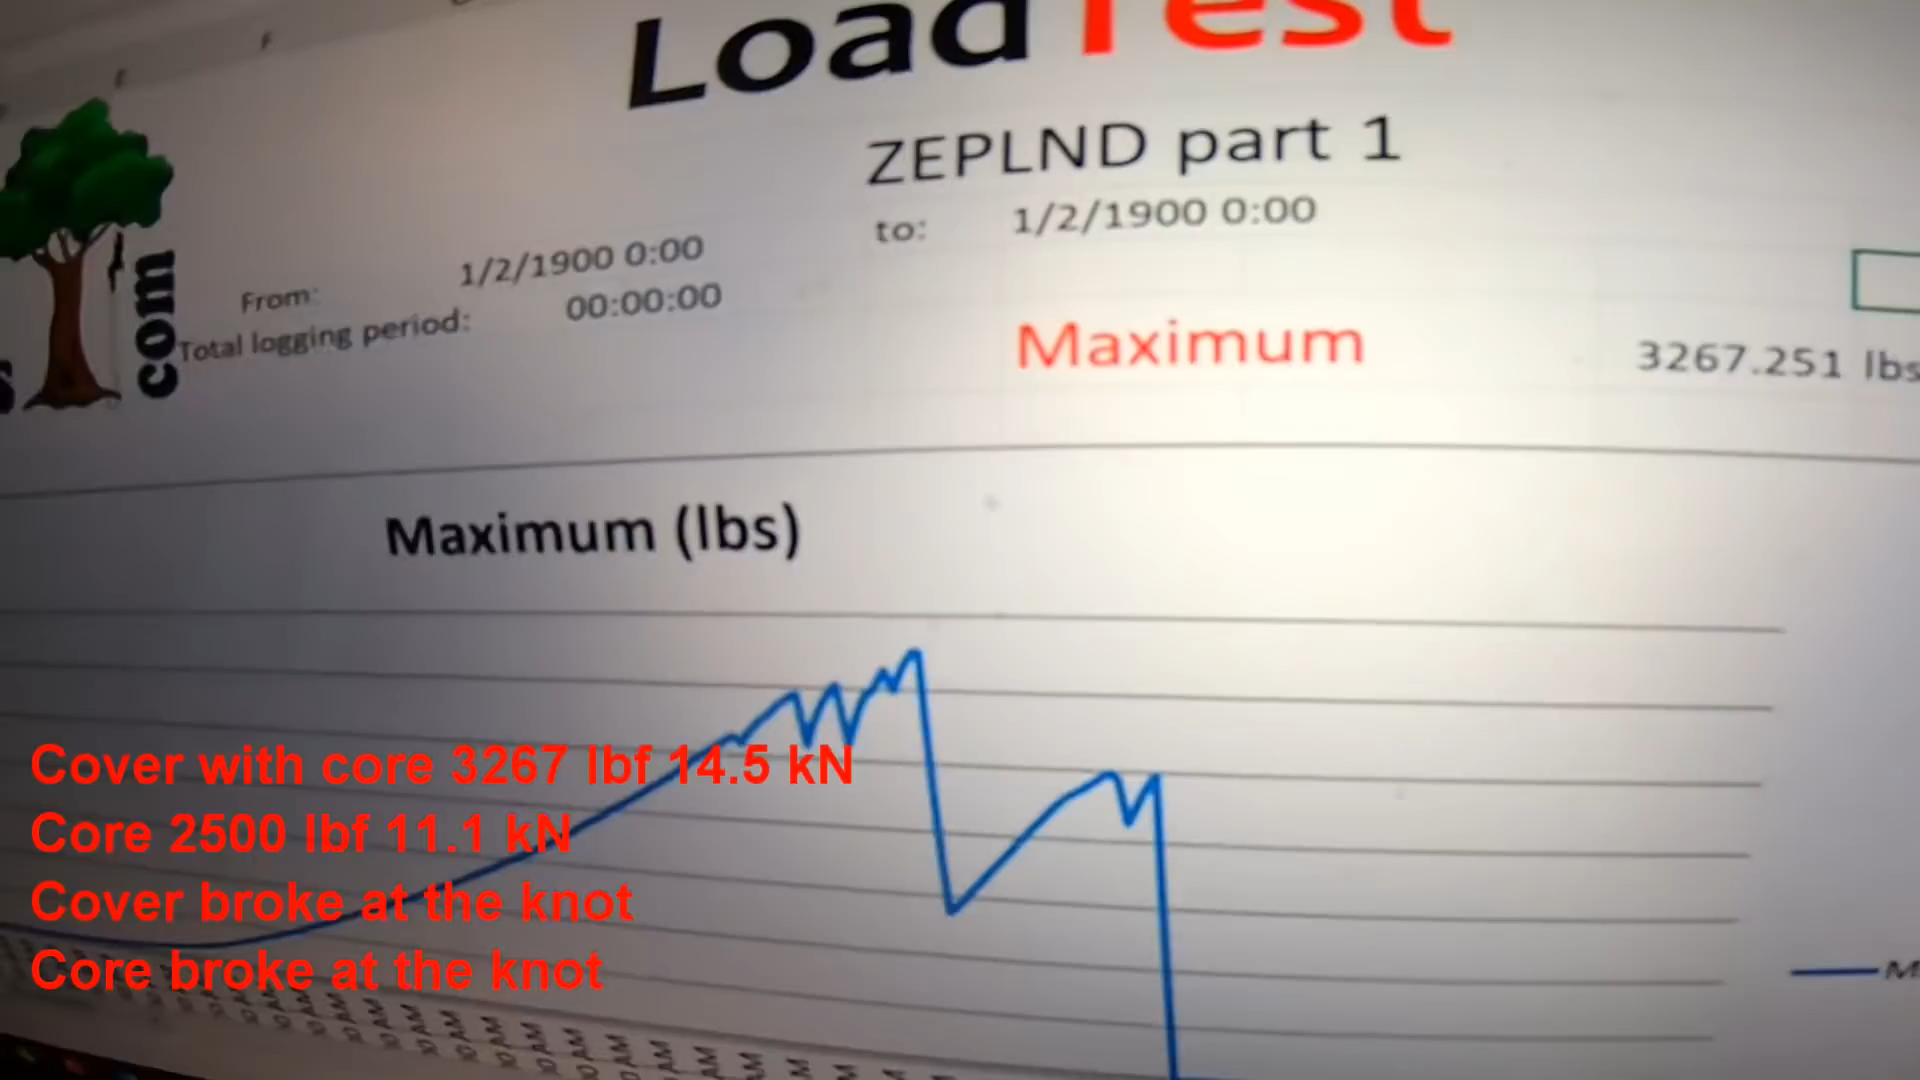 E
F
LoadTest
ZEPLND part 1
From: 1/2/1900 0:00 to: 1/2/1900 0:00
Total logging period: 00:00:00
com
Maximum 3267.251 lbs
Maximum (lbs)
Cover with core 3267 lbf 14.5 kN
Core 2500 lbf 11.1 kN
Cover broke at the knot
Core broke at the knot